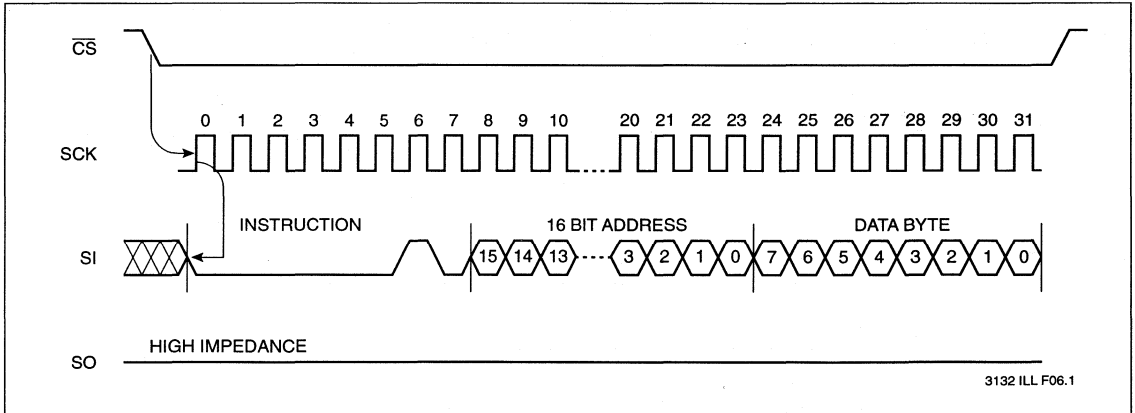 CS
0 1 2 3 4 5 6 7 8 9 10 20 21 22 23 24 25 26 27 28 29 30 31
SCK
INSTRUCTION 16 BIT ADDRESS DATA BYTE
SI 15 14 13 3 2 1 0 7 6 5 4 3 2 1 0
HIGH IMPEDANCE
SO
3132 ILL F06.1